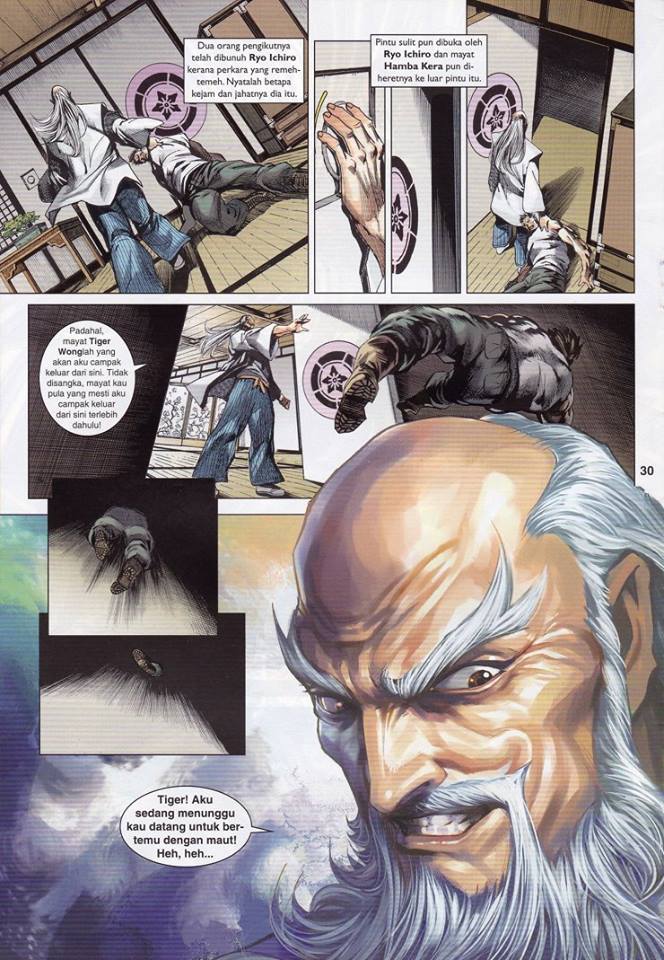 Dua orang pengikutnya
telah dibunuh Ryo Ichiro
kerana perkara yang remeh-
temeh. Nyatalah betapa
kejam dan jahatnya dia itu.
Pintu sulit pun dibuka oleh
Ryo Ichiro dan mayat
Hamba Kera pun di-
heretnya ke luar pintu itu.
Padahal,
mayat Tiger
Wonglah yang
akan aku campak
keluar dari sini. Tidak
disangka, mayat kau
pula yang mesti aku
campak keluar
dari sini terlebih
dahulu!
30
Tiger! Aku
sedang menunggu
kau datang untuk ber-
temu dengan maut!
Heh, heh...